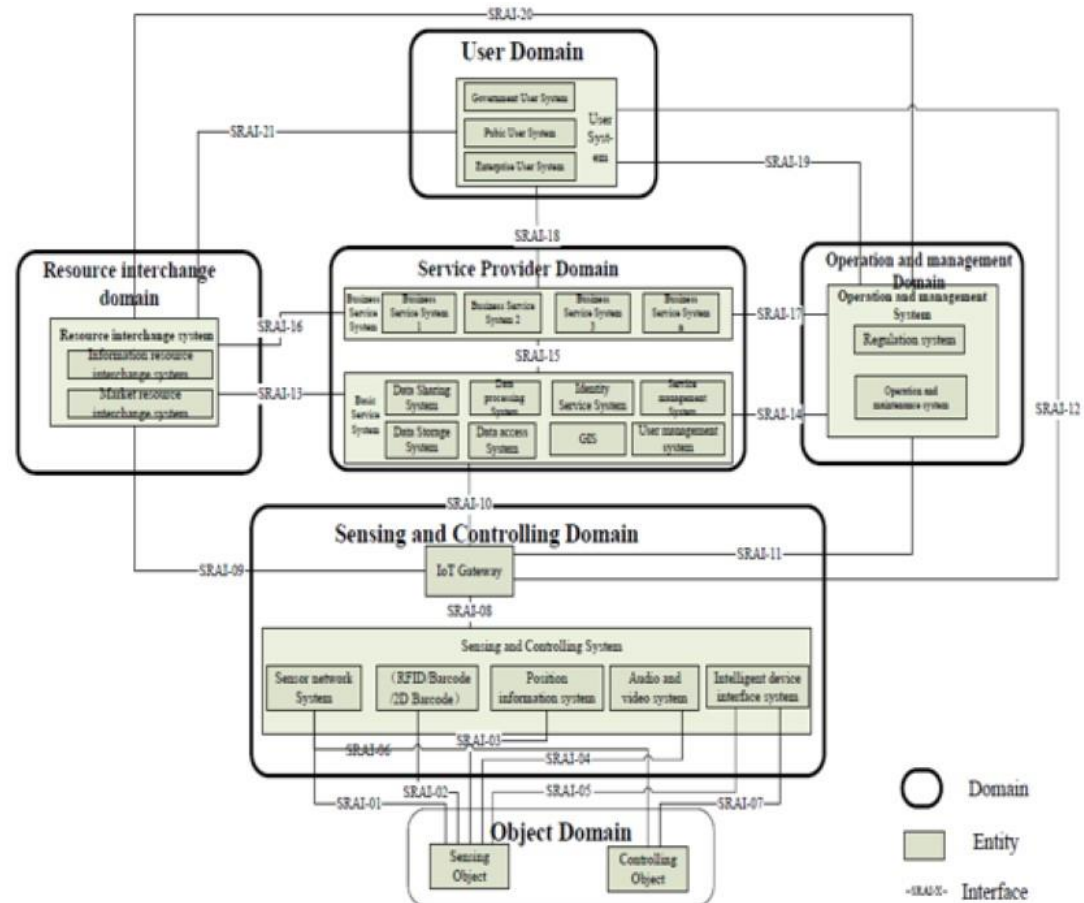 SRAI-20
User Domain
Government User System
Pubic User System
Enterprise User System
User
Syst-
em
SRAI-21
SRAI-19
SRAI-18
Resource interchange
domain
Resource interchange system
Information resource
interchange system
Market resource
interchange system
SRAI-16
SRAI-13
Service Provider Domain
Business
Service
System
Business
Service System
1
Business Service
System 2
Business
Service System
3
Business
Service System
n
SRAI-15
Basic
Service
System
Data Sharing
System
Data
processing
System
Identity
Service System
Service
management System
Data Storage
System
Data access
System
GIS
User management
system
SRAI-17
SRAI-14
Operation and management
Domain
Operation and management
System
Regulation system
Operation and
maintenance system
SRAI-12
SRAI-10
Sensing and Controlling Domain
IoT Gateway
SRAI-09
SRAI-11
SRAI-08
Sensing and Controlling System
Sensor network
System
（RFID/Barcode
/2D Barcode）
Position
information system
Audio and
video system
Intelligent device
interface system
SRAI-03
SRAI-06
SRAI-04
SRAI-02
SRAI-05
SRAI-01
SRAI-07
Object Domain
Sensing
Object
Controlling
Object
Domain
Entity
-SRAI-X- Interface